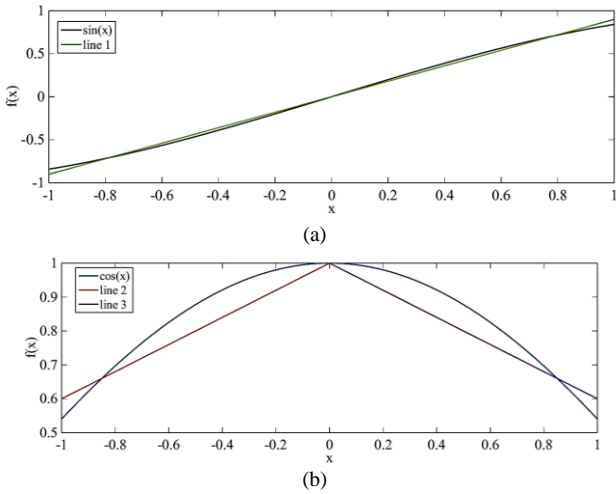 1
0.5
0
-0.5
-1
f(x)
sin(x)
line 1
-1 -0.8 -0.6 -0.4 -0.2 0 0.2 0.4 0.6 0.8 1
x
(a)
1
0.9
0.8
0.7
0.6
0.5
f(x)
cos(x)
line 2
line 3
-1 -0.8 -0.6 -0.4 -0.2 0 0.2 0.4 0.6 0.8 1
x
(b)